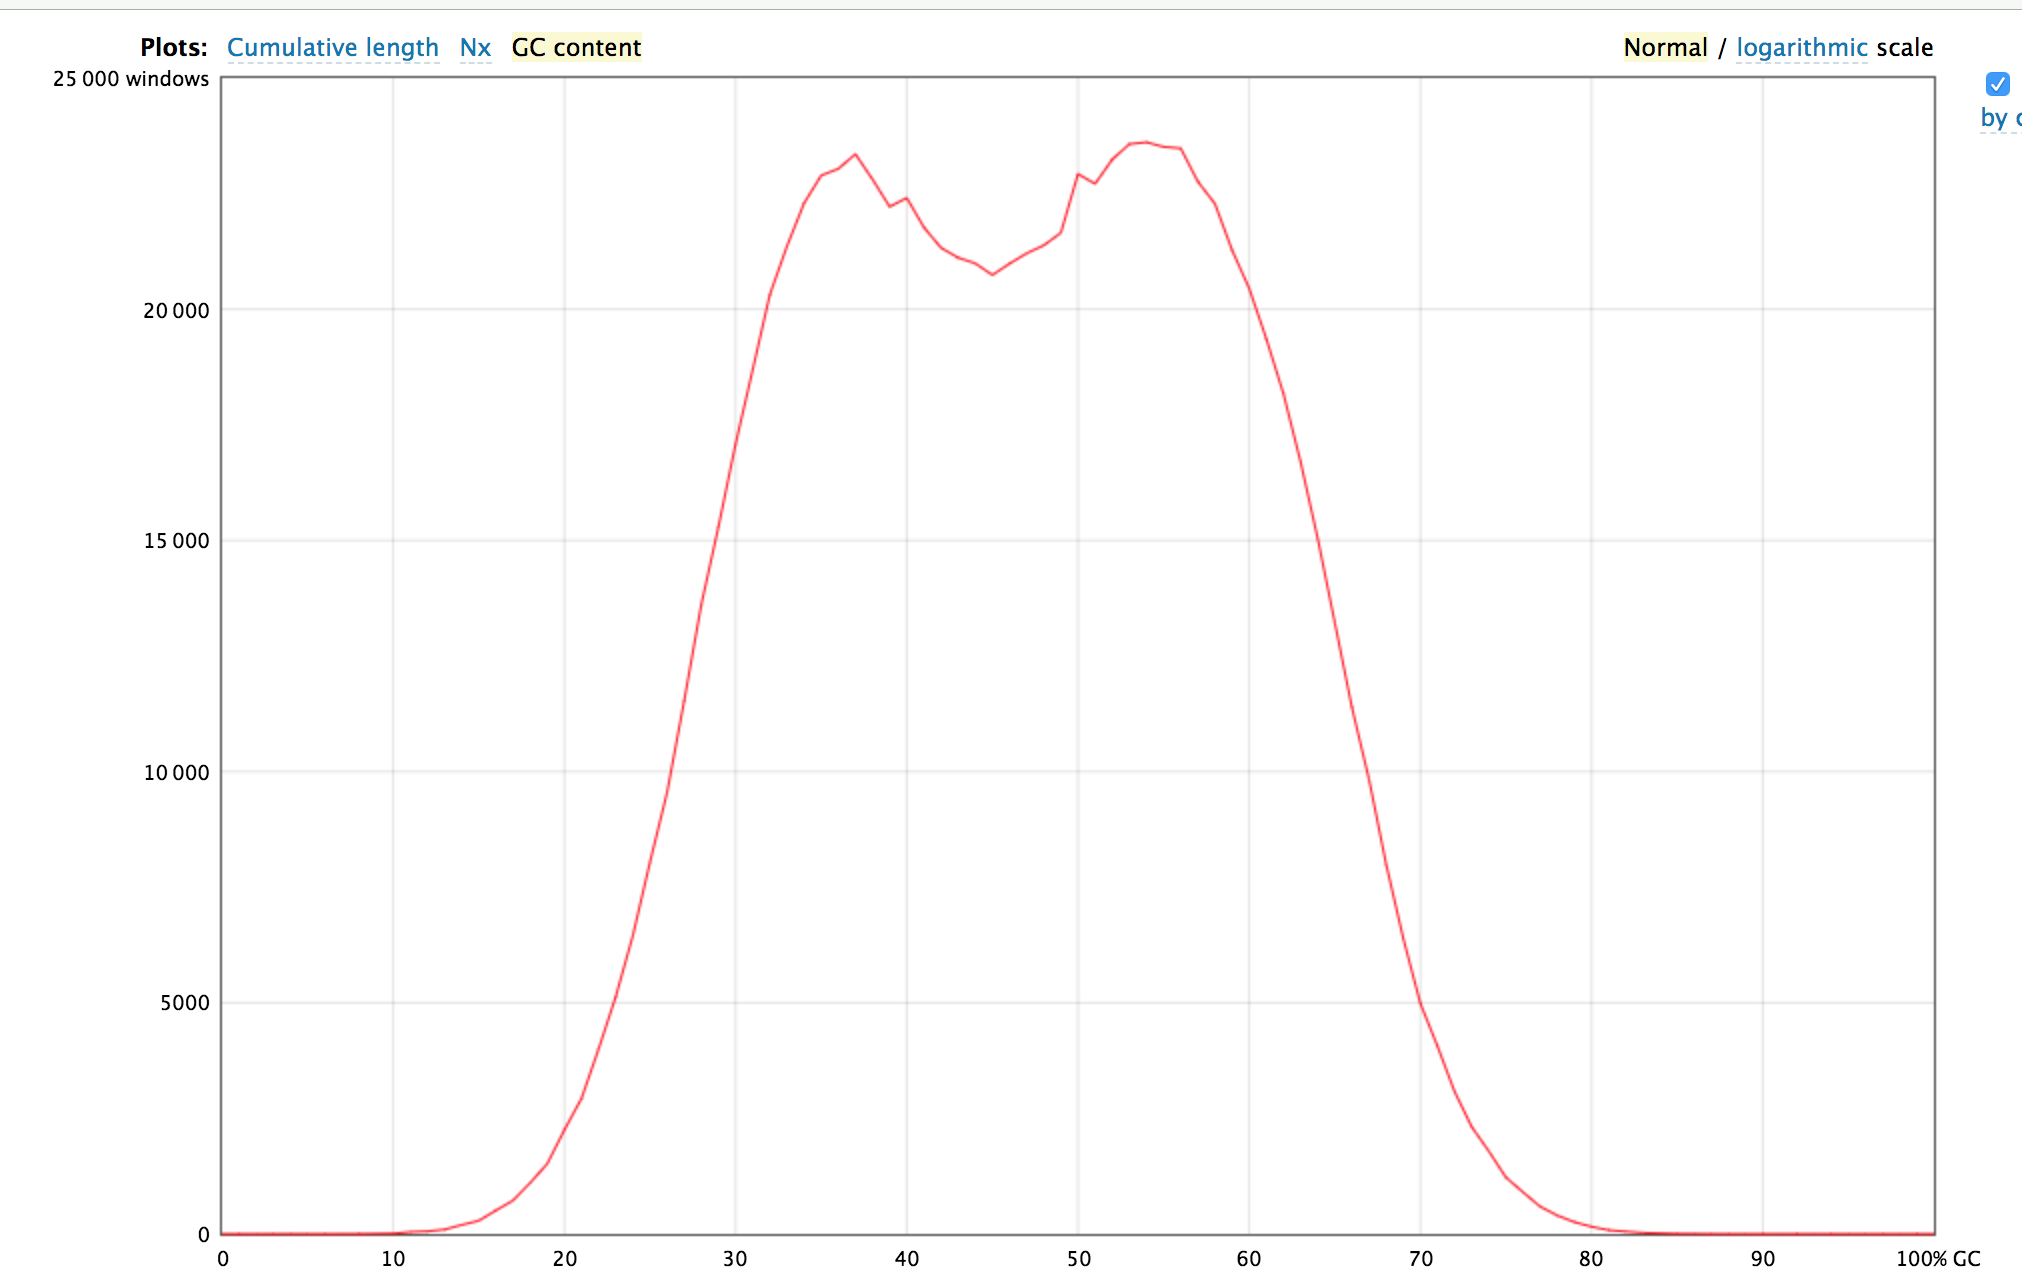 Plots: Cumulative length Nx GC content Normal / logarithmic scale
25 000 windows
by
20 000
15 000
10 000
5000
0
0 10 20 30 40 50 60 70 80 90 100% GC